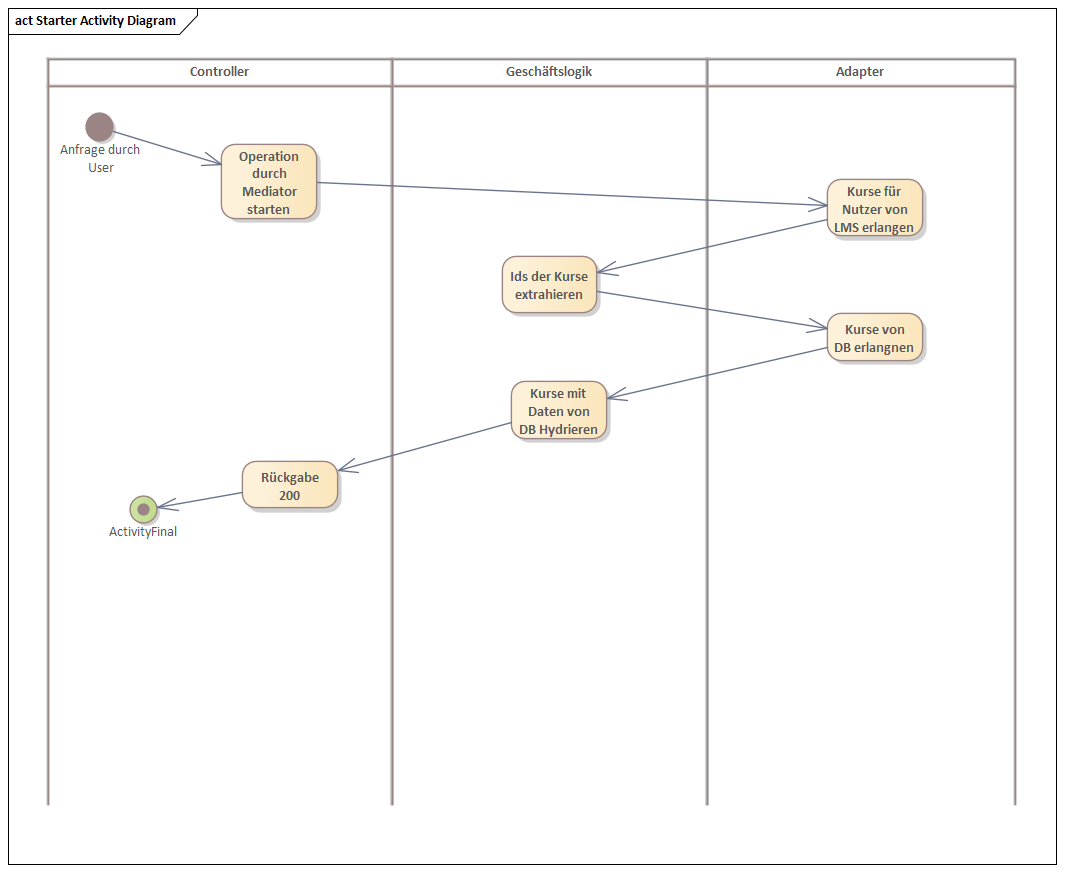 act Starter Activity Diagram
Controller
Geschäftslogik
Adapter
Anfrage durch
User
Operation
durch
Mediator
starten
Kurse für
Nutzer von
LMS erlangen
Ids der Kurse
extrahieren
Kurse von
DB erlangnen
Kurse mit
Daten von
DB Hydrieren
Rückgabe
200
ActivityFinal